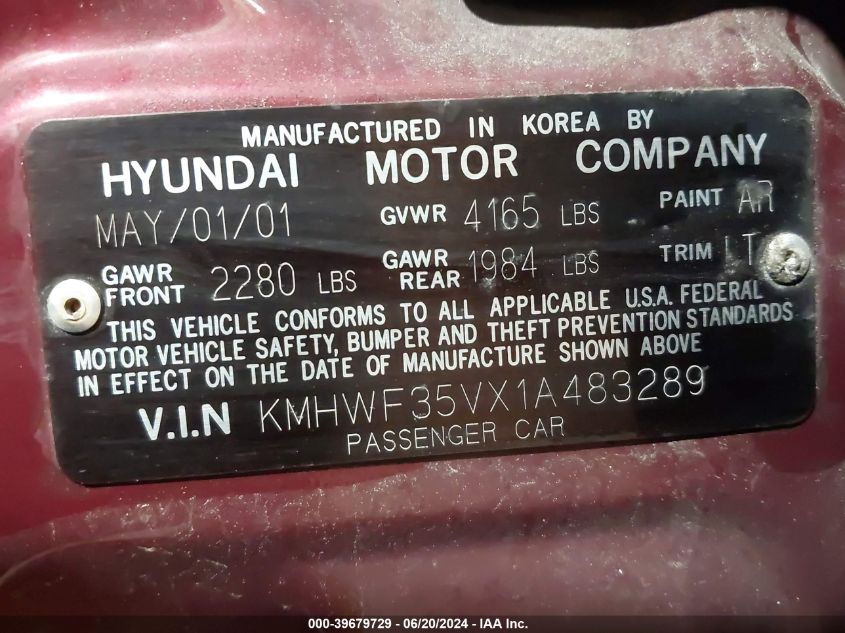 MANUFACTURED IN KOREA BY
HYUNDAI MOTOR COMPANY
MAY/01/01 GVWR 4165 LBS PAINT AR
GAWR FRONT 2280 LBS GAWR REAR 1984 LBS TRIM LT
THIS VEHICLE CONFORMS TO ALL APPLICABLE U.S.A. FEDERAL
MOTOR VEHICLE SAFETY, BUMPER AND THEFT PREVENTION STANDARDS
IN EFFECT ON THE DATE OF MANUFACTURE SHOWN ABOVE
V.I.N KMHWF35VX1A483289
PASSENGER CAR
000-39679729 - 06/20/2024 - IAA Inc.